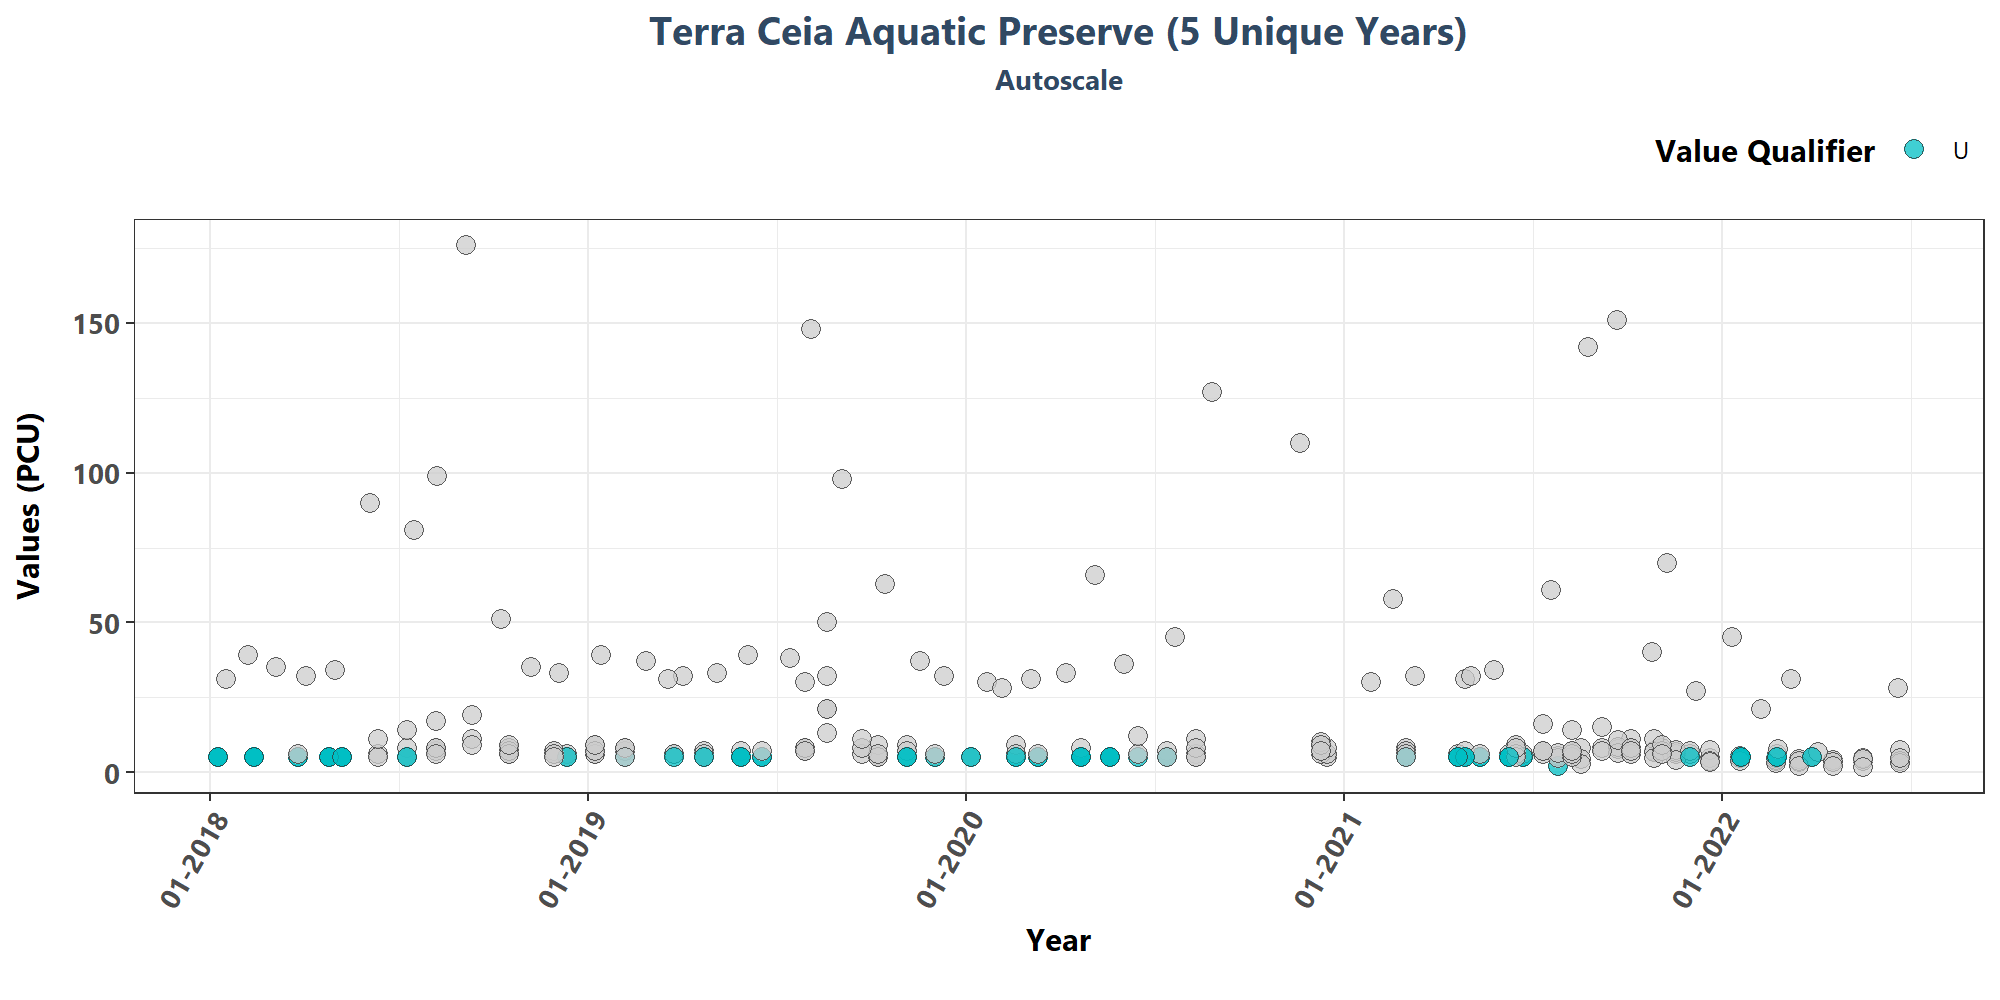 Terra Ceia Aquatic Preserve (5 Unique Years)
Autoscale
Value Qualifier U
Values (PCU)
150
100
50
0
01-2018 01-2019 01-2020 01-2021 01-2022
Year